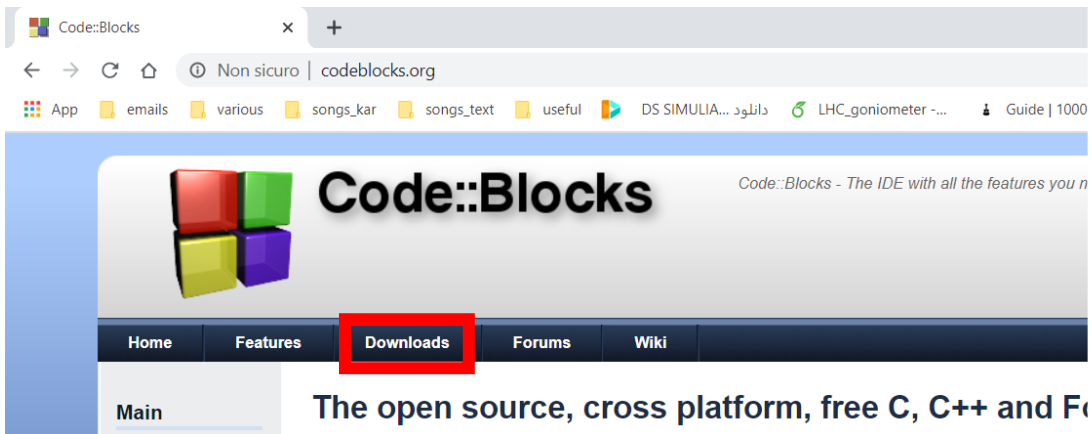 Code::Blocks
Non sicuro | codeblocks.org
App emails various songs_kar songs_text useful DS SIMULIA... دانلود LHC_goniometer -... Guide | 1000
Code::Blocks Code::Blocks - The IDE with all the features you n
Home Features Downloads Forums Wiki
Main The open source, cross platform, free C, C++ and Fo